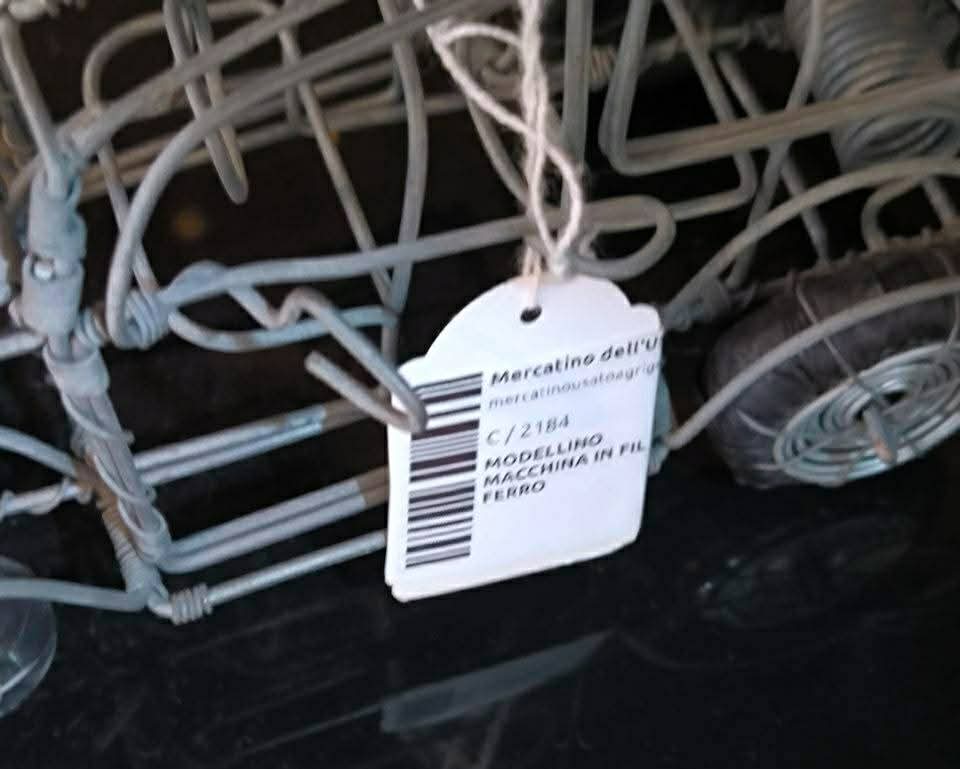 Mercatino dell'U
mercatinousatoagrig
C/2184
MODELLINO
MACCHINA IN FIL
FERRO